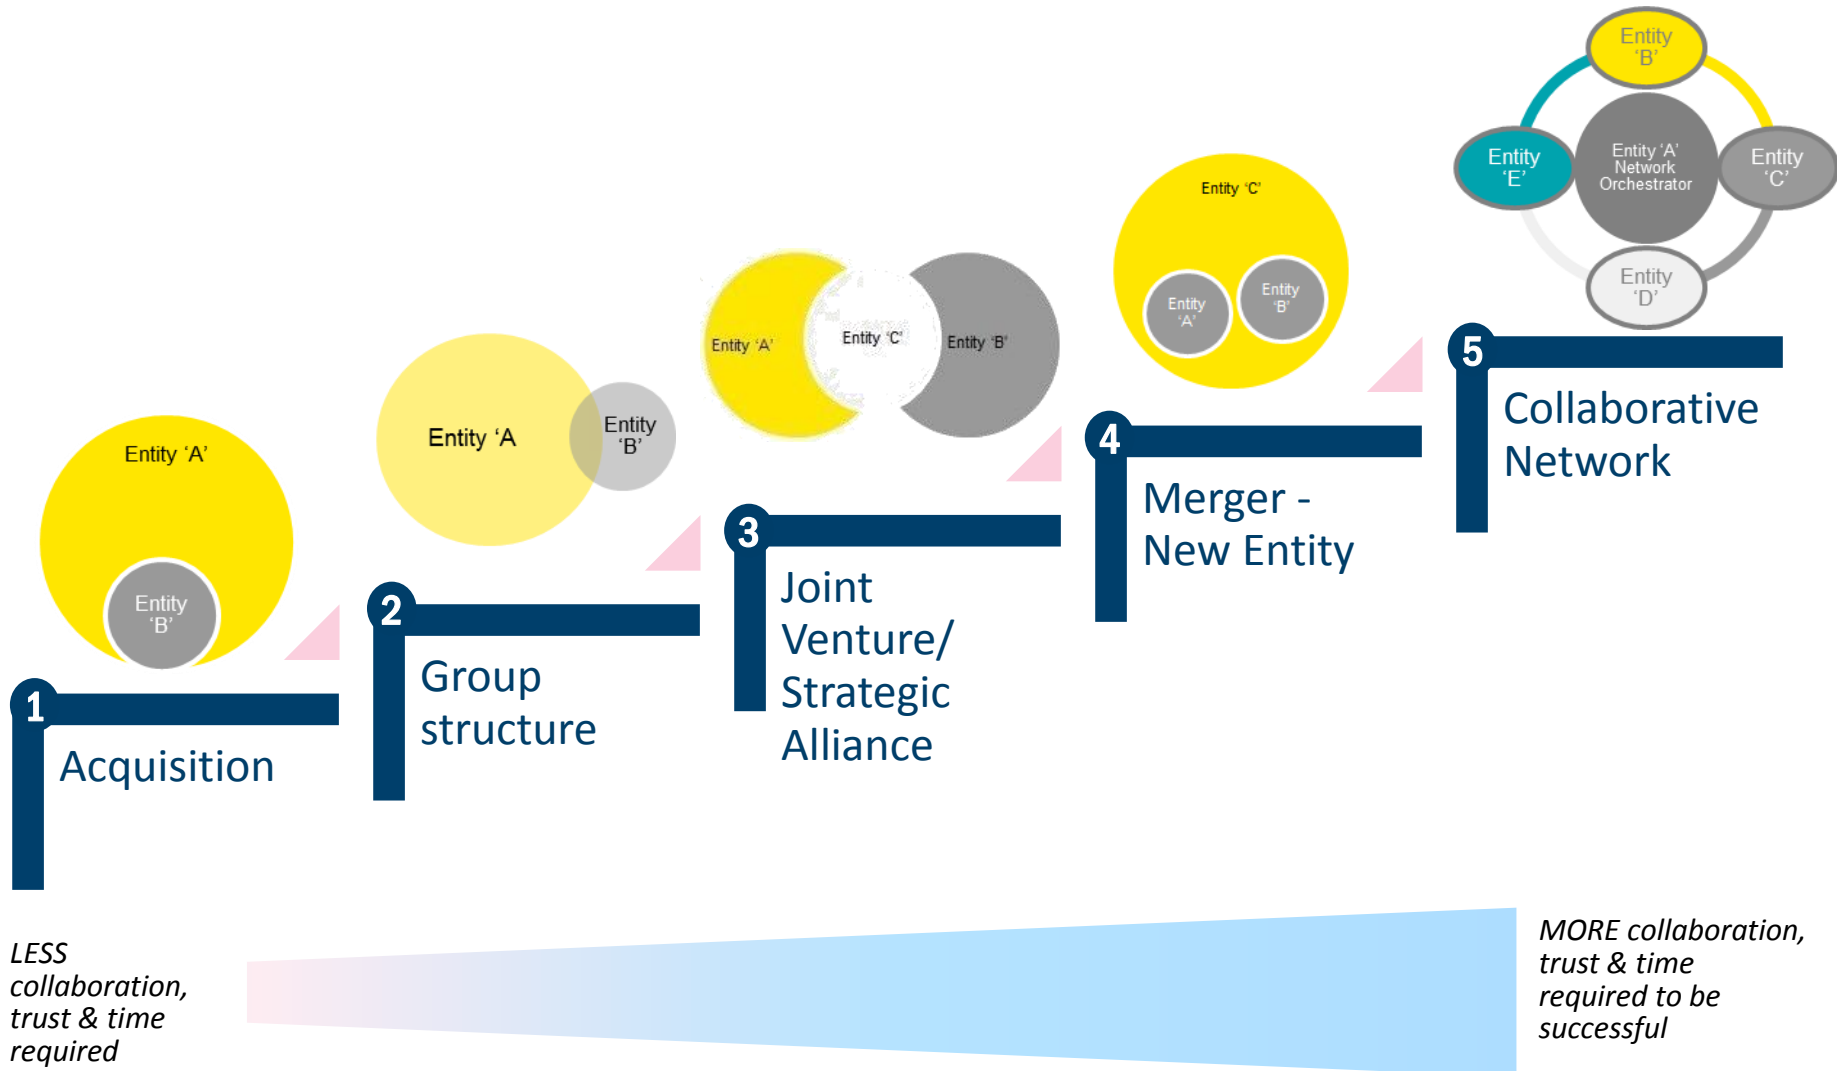 Entity ‘A’
Entity
‘B’
1
Acquisition
Entity ‘A
Entity
‘B’
2
Group
structure
Entity ‘A’
Entity ‘C’
Entity ‘B’
3
Joint
Venture/
Strategic
Alliance
Entity ‘C’
Entity
‘A’
Entity
‘B’
4
Merger -
New Entity
Entity
‘B’
Entity
‘E’
Entity ‘A’
Network
Orchestrator
Entity
‘C’
Entity
‘D’
5
Collaborative
Network
LESS
collaboration,
trust & time
required
MORE collaboration,
trust & time
required to be
successful